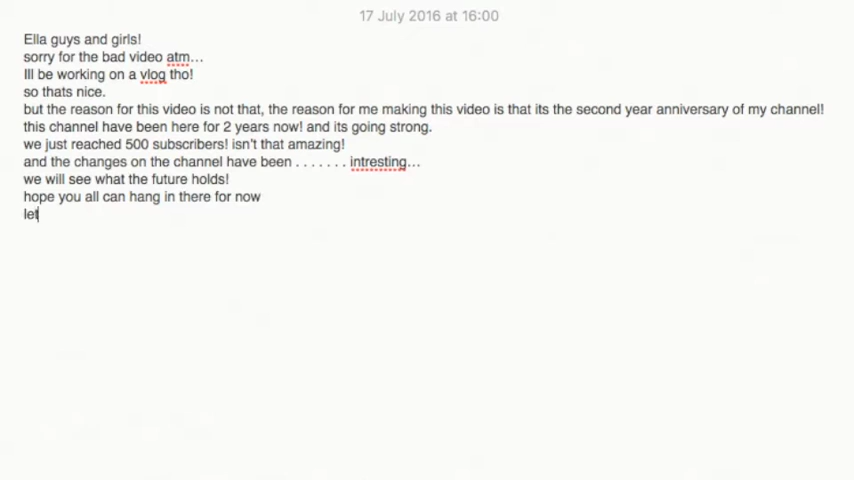 17 July 2016 at 16:00
Ella guys and girls!
sorry for the bad video atm...
Ill be working on a vlog tho!
so thats nice.
but the reason for this video is not that, the reason for me making this video is that its the second year anniversary of my channel!
this channel have been here for 2 years now! and its going strong.
we just reached 500 subscribers! isn't that amazing!
and the changes on the channel have been . . . . . . . intresting...
we will see what the future holds!
hope you all can hang in there for now
let